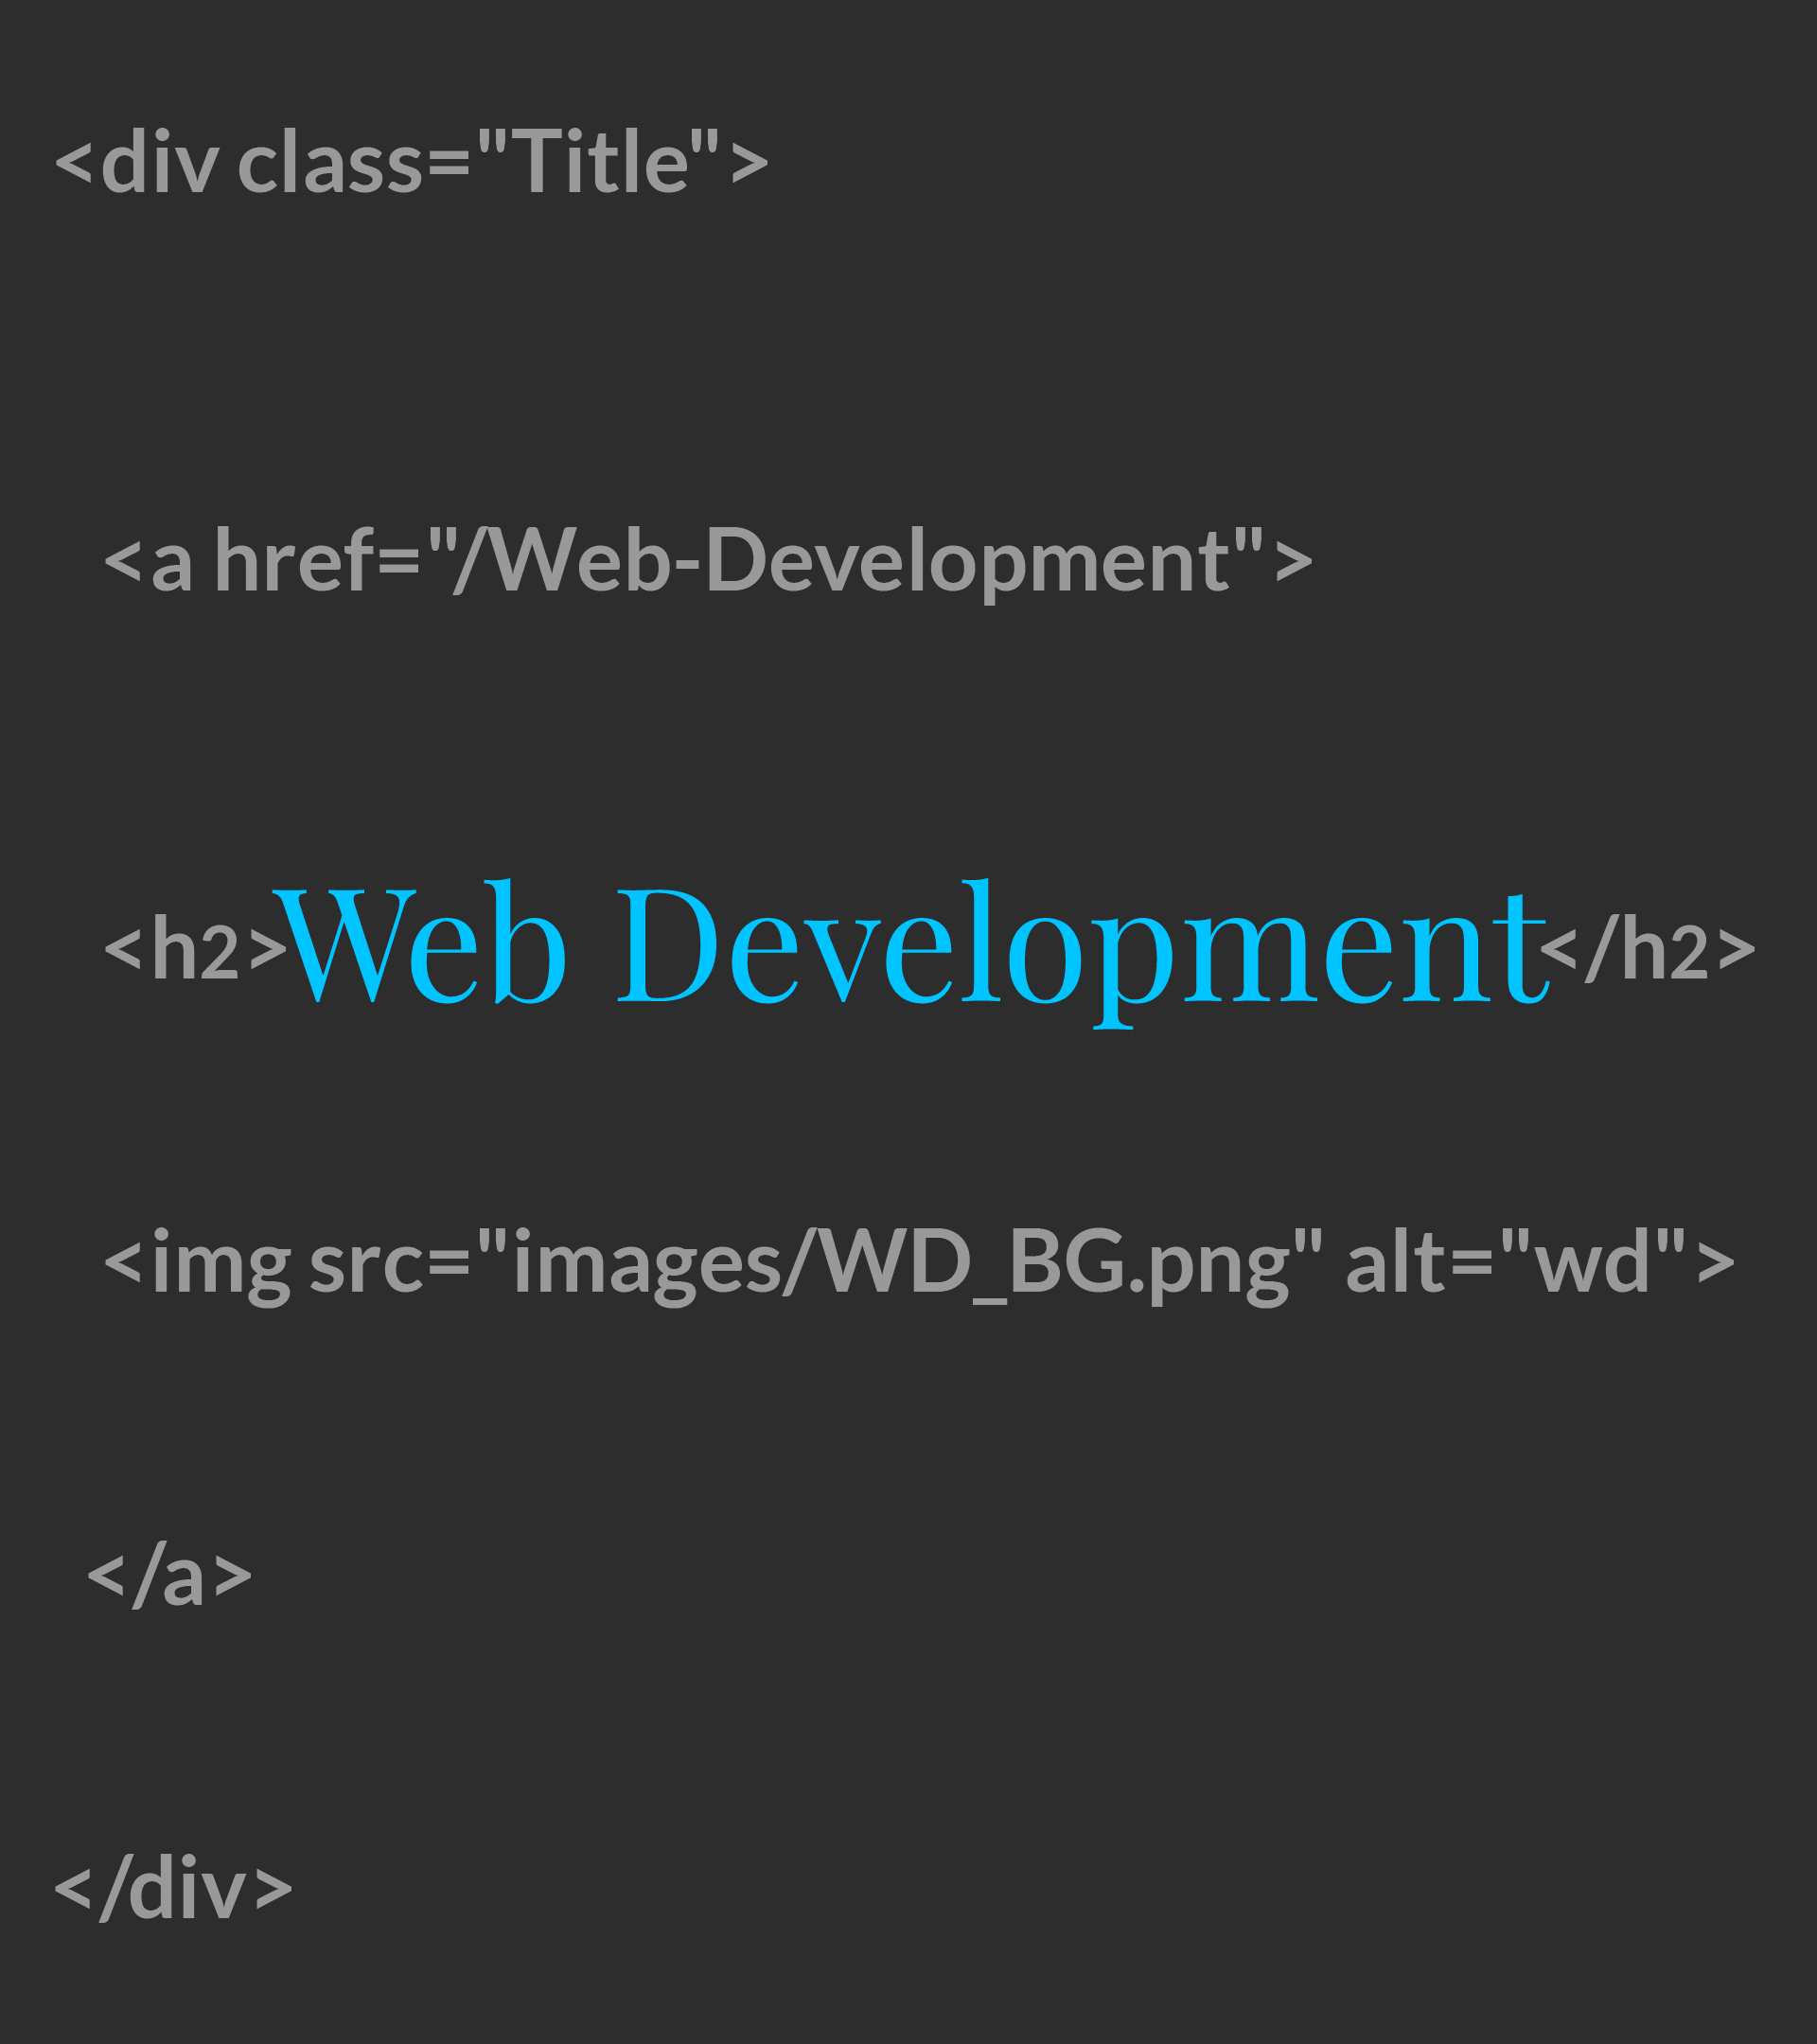 <div class="Title">
<a href="/Web-Development">
<h2>Web Development</h2>
<img src="images/WD_BG.png" alt="wd">
</a>
</div>